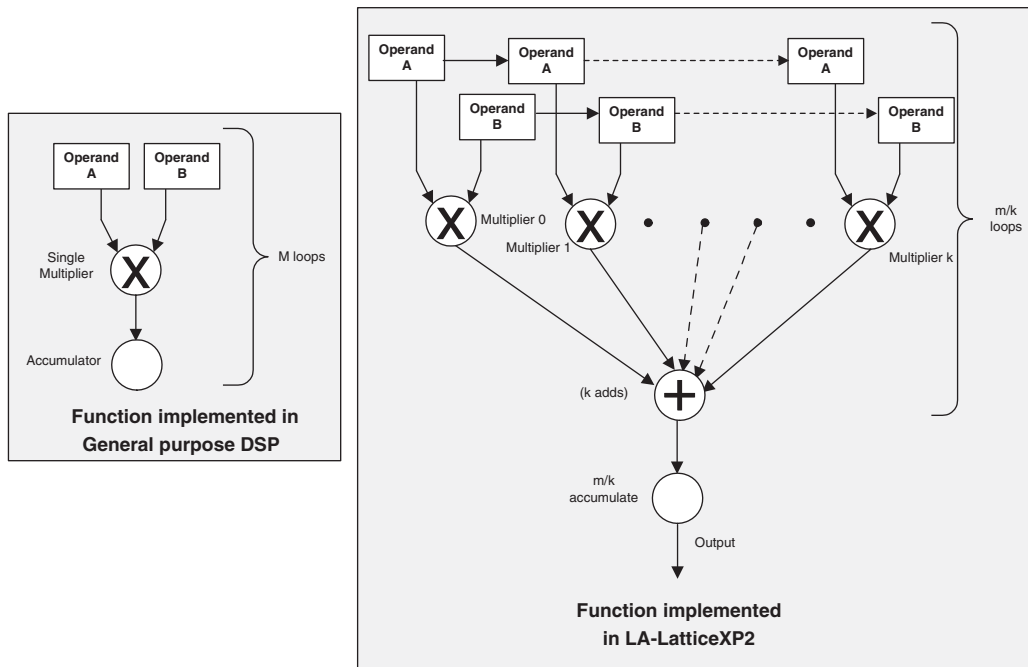 Operand
A
Operand
B
Single
Multiplier
X
M loops
Accumulator
Function implemented in
General purpose DSP
Operand
A
Operand
A
Operand
A
Operand
B
Operand
B
Operand
B
X
Multiplier 0
X
Multiplier 1
X
Multiplier k
m/k
loops
(k adds)
+
m/k
accumulate
Output
Function implemented
in LA-LatticeXP2